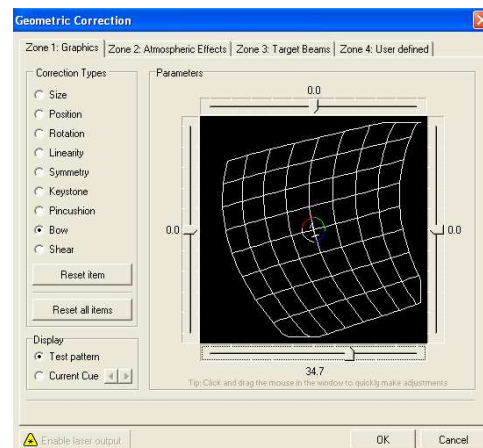 Geometric Correction
Zone 1: Graphics
Zone 2: Atmospheric Effects
Zone 3: Target Beams
Zone 4: User defined
Correction Types
Size
Position
Rotation
Linearity
Symmetry
Keystone
Pincushion
Bow
Shear
Reset item
Reset all items
Display
Test pattern
Current Cue
Parameters
0.0
0.0
0.0
34.7
Tip: Click and drag the mouse in the window to quickly make adjustments
Enable laser output
OK
Cancel